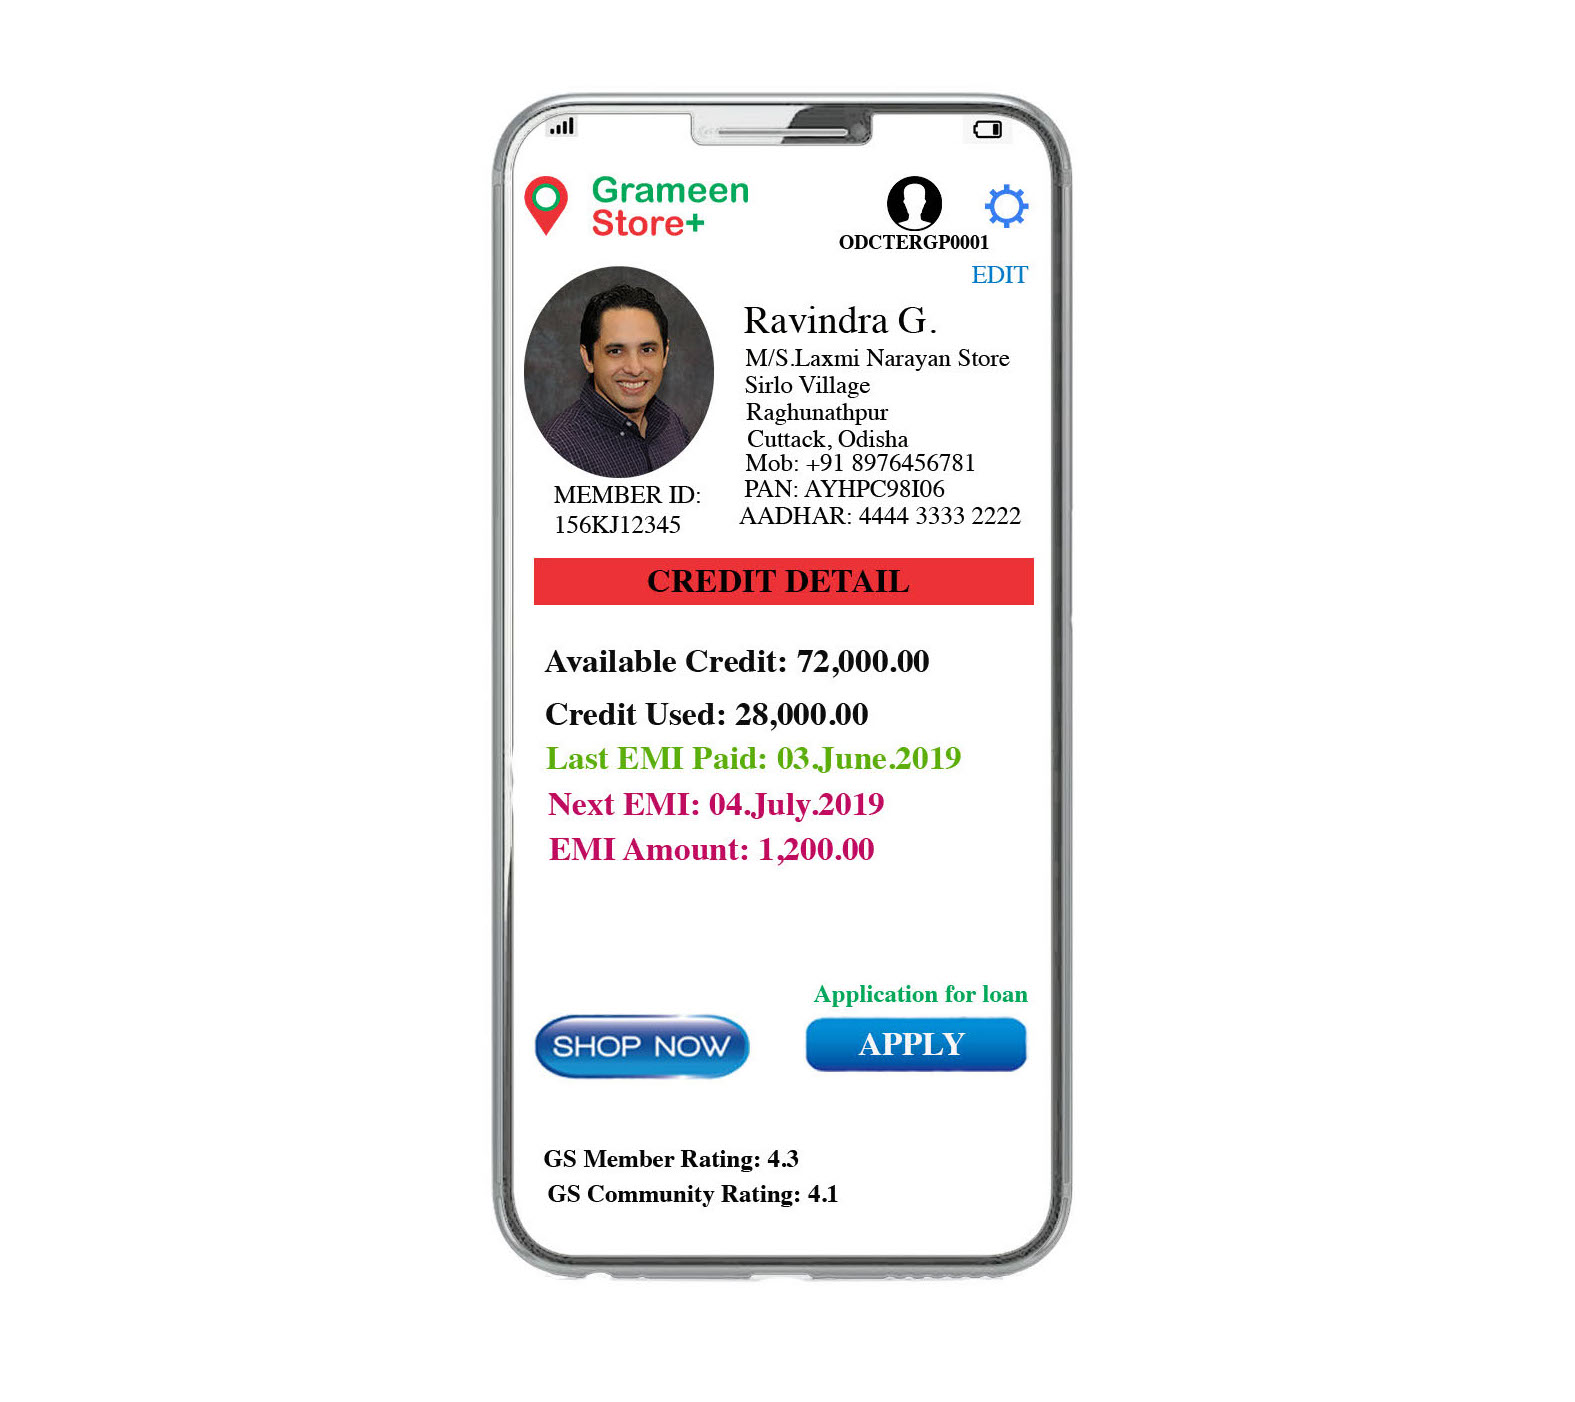 Grameen
Store+
ODCTERGP0001
EDIT
Ravindra G.
M/S.Laxmi Narayan Store
Sirlo Village
Raghunathpur
Cuttack, Odisha
Mob: +91 8976456781
PAN: AYHPC98I06
AADHAR: 4444 3333 2222
MEMBER ID:
156KJ12345
CREDIT DETAIL
Available Credit: 72,000.00
Credit Used: 28,000.00
Last EMI Paid: 03.June.2019
Next EMI: 04.July.2019
EMI Amount: 1,200.00
Application for loan
SHOP NOW
APPLY
GS Member Rating: 4.3
GS Community Rating: 4.1